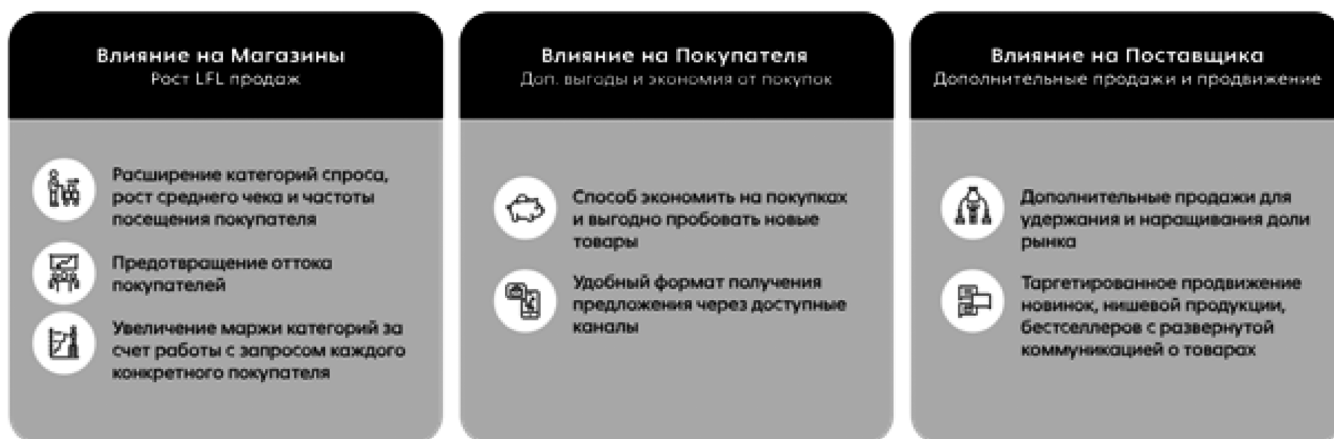 Влияние на Магазины
Рост LFL продаж
Расширение категорий спроса,
рост среднего чека и частоты
посещения покупателя
Предотвращение оттока
покупателей
Увеличение маржи категорий за
счет работы с запросом каждого
конкретного покупателя
Влияние на Покупателя
Доп. выгоды и экономия от покупок
Способ экономить на покупках
и выгодно пробовать новые
товары
Удобный формат получения
предложения через доступные
каналы
Влияние на Поставщика
Дополнительные продажи и продвижение
Дополнительные продажи для
удержания и наращивания доли
рынка
Таргетированное продвижение
новинок, нишевой продукции,
бестселлеров с развернутой
коммуникацией о товарах